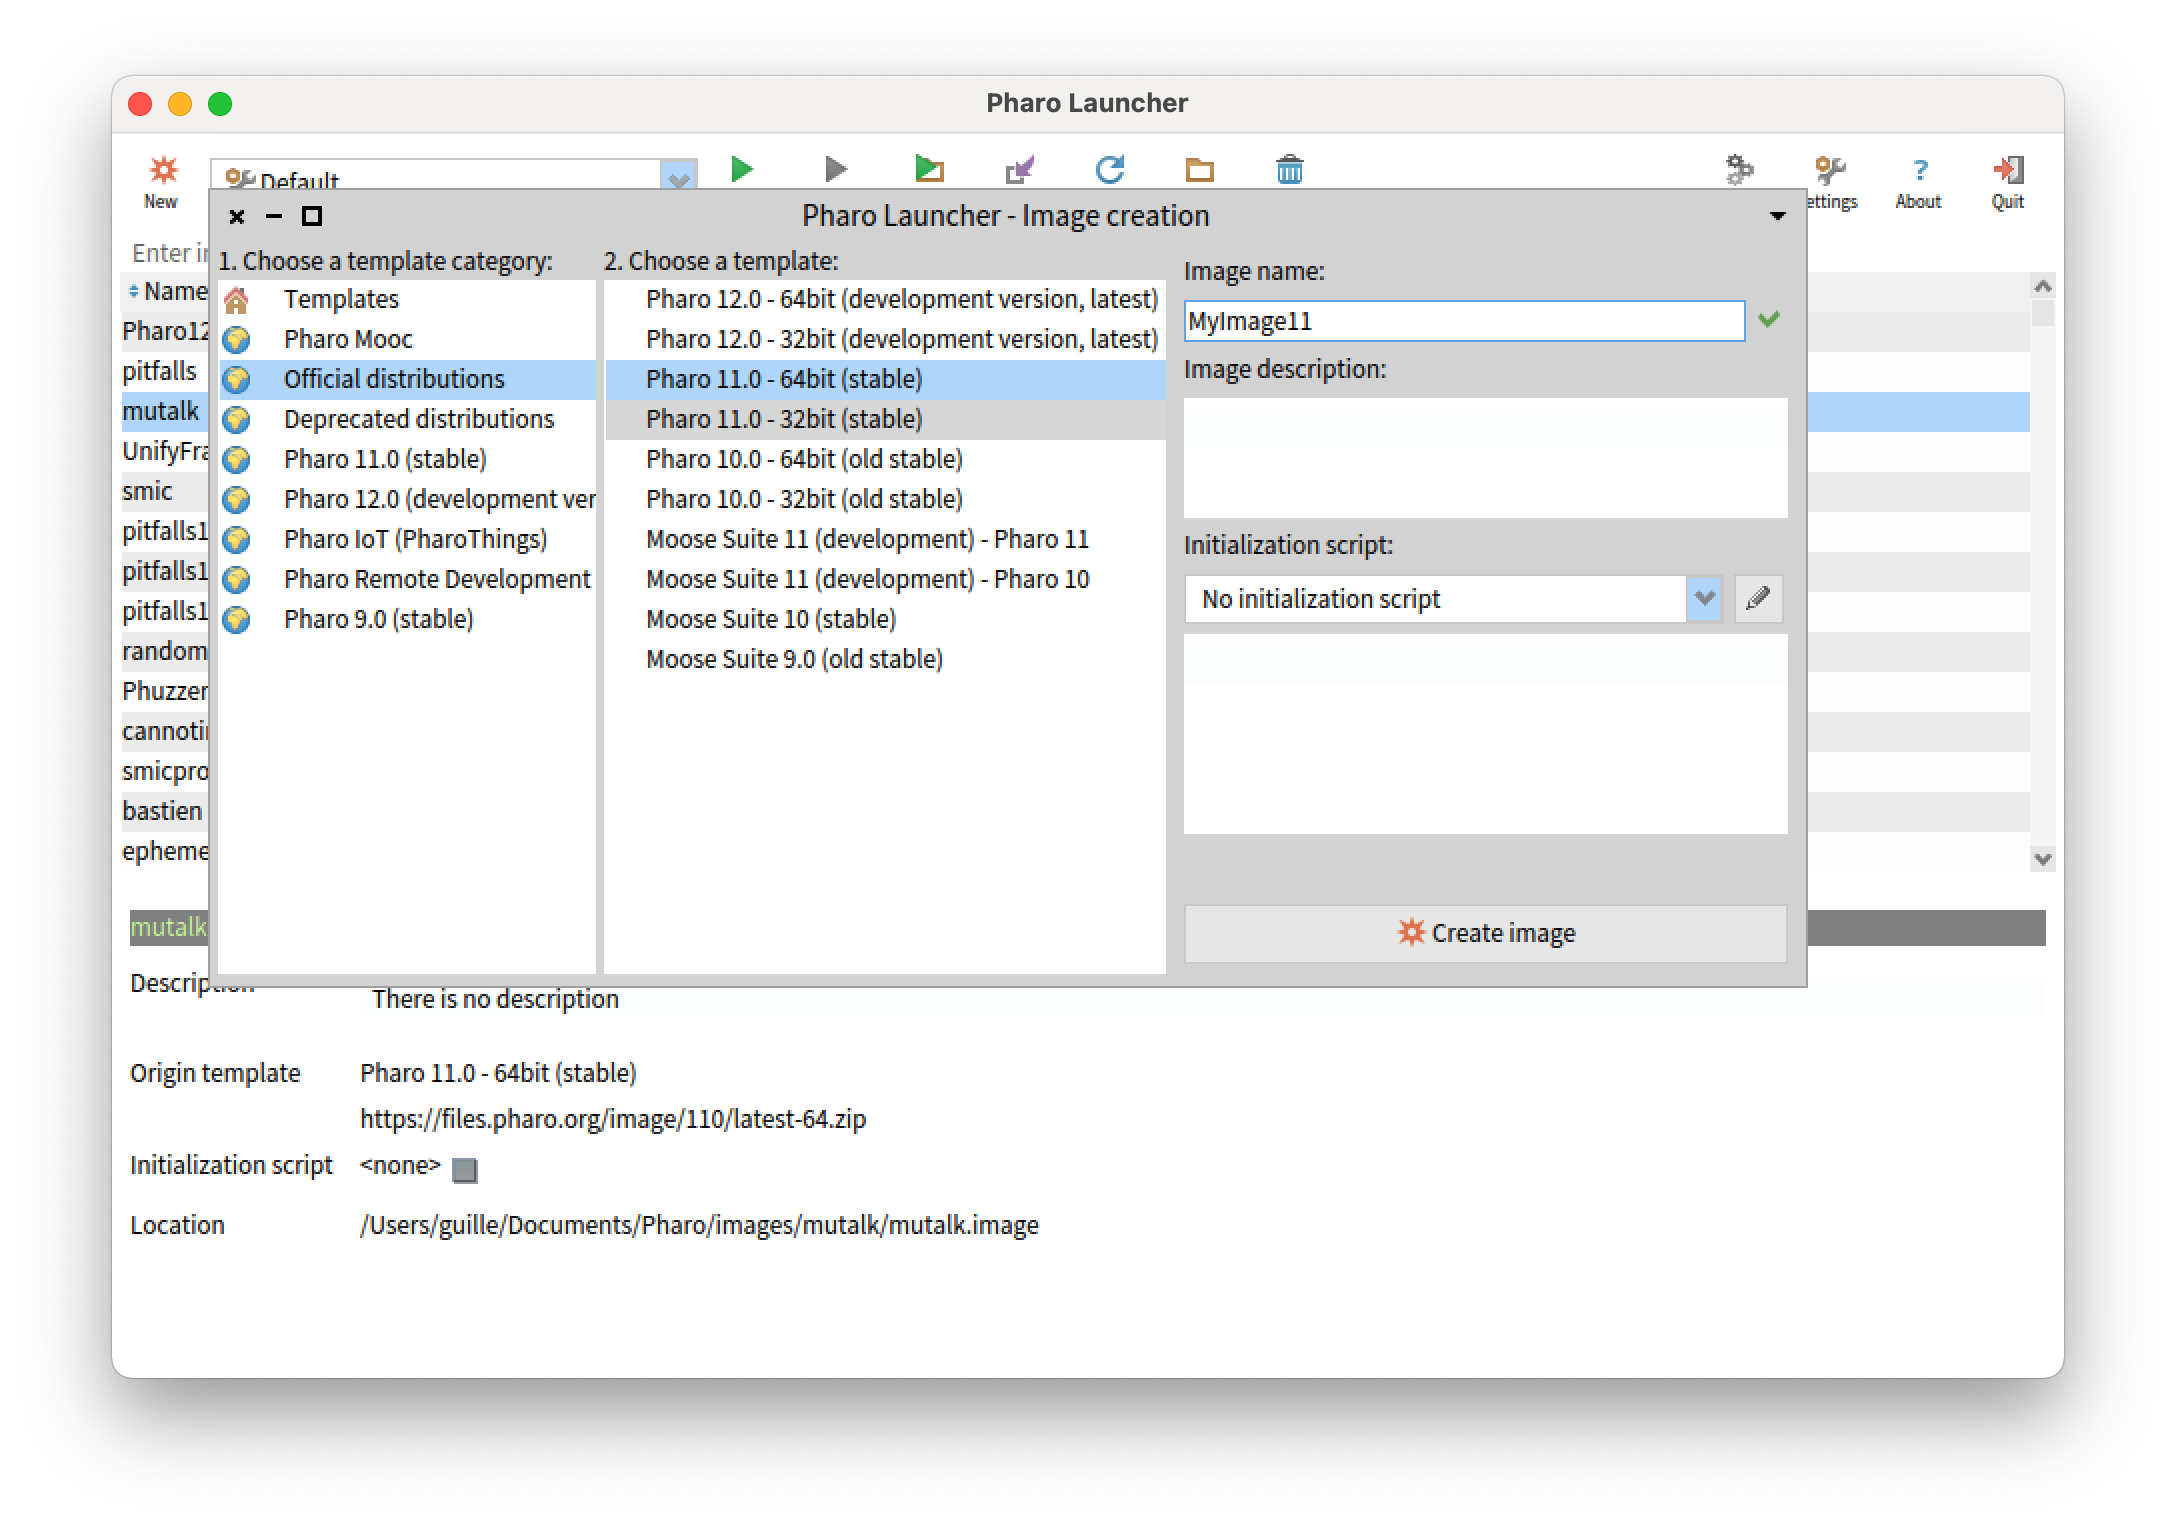 Pharo Launcher
Default
New
ettings
About
Quit
Pharo Launcher - Image creation
Enter
1. Choose a template category:
2. Choose a template:
Image name:
Name
Templates
Pharo Mooc
Official distributions
Deprecated distributions
Pharo 11.0 (stable)
Pharo 12.0 (development ver
Pharo IoT (PharoThings)
Pharo Remote Development
Pharo 9.0 (stable)
Pharo 12.0 - 64bit (development version, latest)
Pharo 12.0 - 32bit (development version, latest)
Pharo 11.0 - 64bit (stable)
Pharo 11.0 - 32bit (stable)
Pharo 10.0 - 64bit (old stable)
Pharo 10.0 - 32bit (old stable)
Moose Suite 11 (development) - Pharo 11
Moose Suite 11 (development) - Pharo 10
Moose Suite 10 (stable)
Moose Suite 9.0 (old stable)
MyImage11
Image description:
Initialization script:
No initialization script
Create image
Pharo12
pitfalls
mutalk
UnifyFra
smic
pitfalls1
pitfalls1
pitfalls1
random
Phuzzer
cannoti
smicpro
bastien
epheme
mutalk
Description
There is no description
Origin template
Pharo 11.0 - 64bit (stable)
https://files.pharo.org/image/110/latest-64.zip
Initialization script
<none>
Location
/Users/guille/Documents/Pharo/images/mutalk/mutalk.image